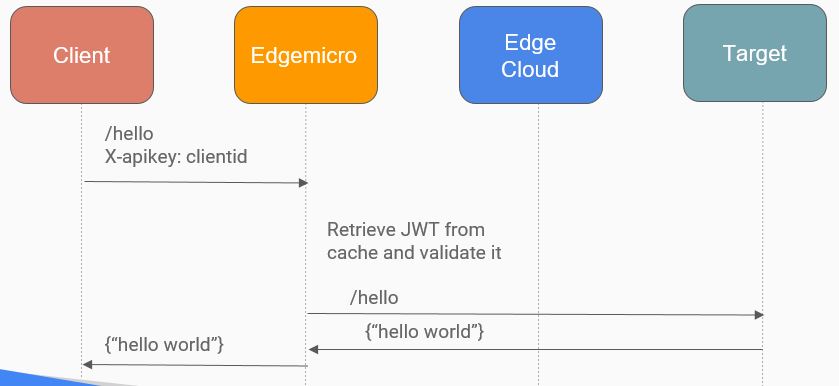 Client
Edgemicro
Edge
Cloud
Target
/hello
X-apikey: clientid
Retrieve JWT from
cache and validate it
/hello
{“hello world”}
{“hello world”}